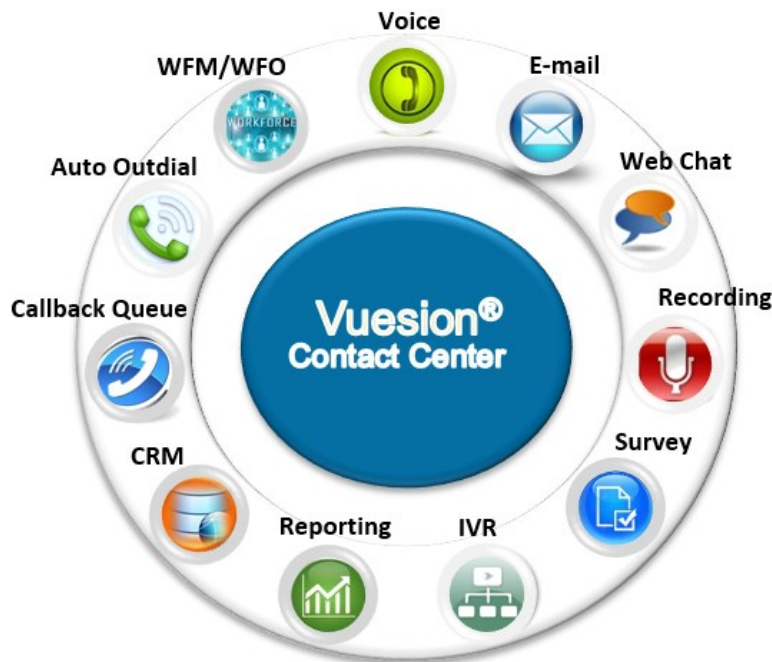 Voice
WFM/WFO
E-mail
WORKFORCE
Auto Outdial
Web Chat
Callback Queue
Recording
Vuesion®
Contact Center
CRM
Survey
Reporting
IVR